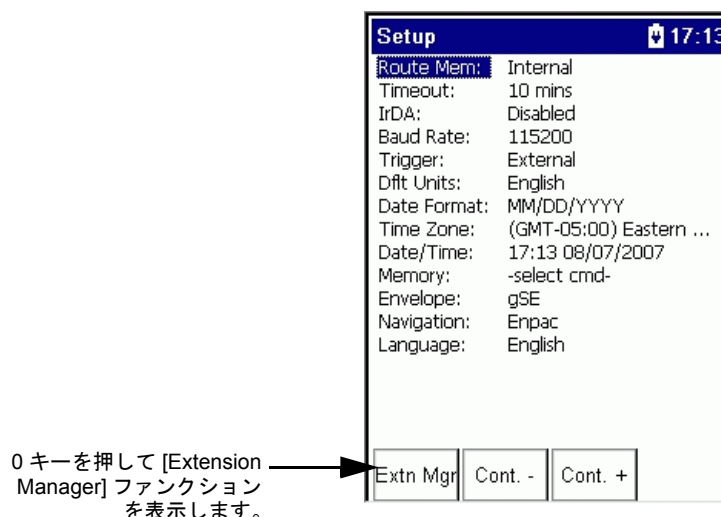 Setup 17:13
Route Mem: Internal
Timeout: 10 mins
IrDA: Disabled
Baud Rate: 115200
Trigger: External
Dflt Units: English
Date Format: MM/DD/YYYY
Time Zone: (GMT-05:00) Eastern ...
Date/Time: 17:13 08/07/2007
Memory: -select cmd-
Envelope: gSE
Navigation: Enpac
Language: English
0 キーを押して [Extension
Manager] ファンクション
を表示します。
Extn Mgr Cont. - Cont. +